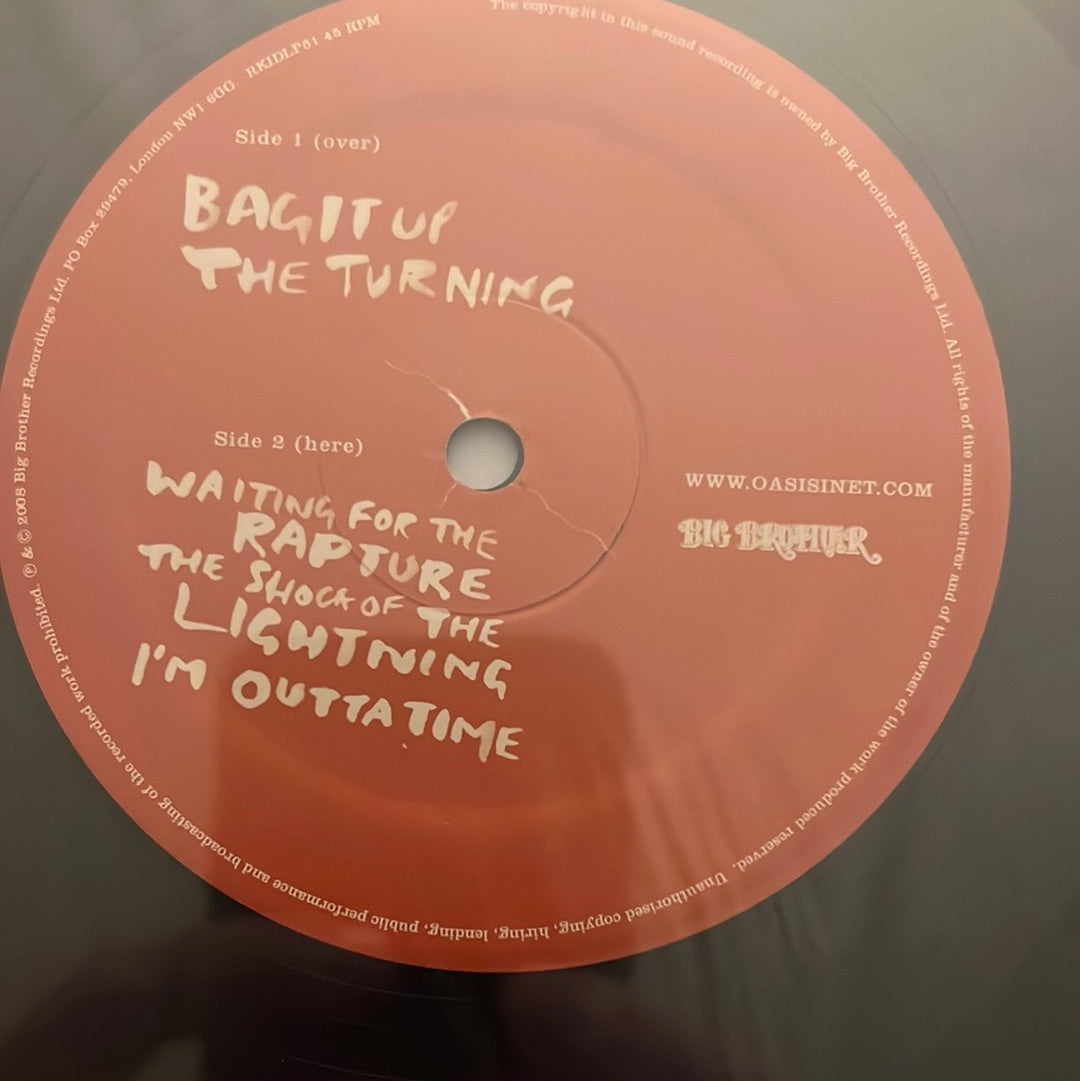 The copyright in this sound recording is owned by Big Brother Recordings Ltd. All rights of the manufacturer and of the owner of the work produced reserved. Unauthorised copying, hiring, lending, public performance and broadcasting of the recorded work prohibited. ℗ & © 2008 Big Brother Recordings Ltd. PO Box 29479, London NW1 6GG RKIDLP51 45 RPM
Side 1 (over)
BAG IT UP
THE TURNING
Side 2 (here)
WAITING FOR THE
RAPTURE
THE SHOCK OF THE
LIGHTNING
I'M OUTTA TIME
WWW.OASISINET.COM
BIG BROTHER